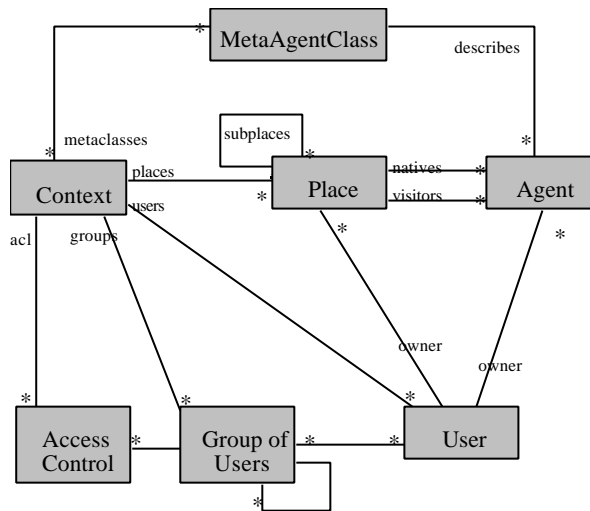 MetaAgentClass
*
describes
metaclasses
*
subplaces
*
*
Context
places
*
users
Place
natives
*
visitors
*
Agent
acl
groups
*
*
owner
owner
*
*
*
Access
Control
*
Group of
Users
*
*
*
User